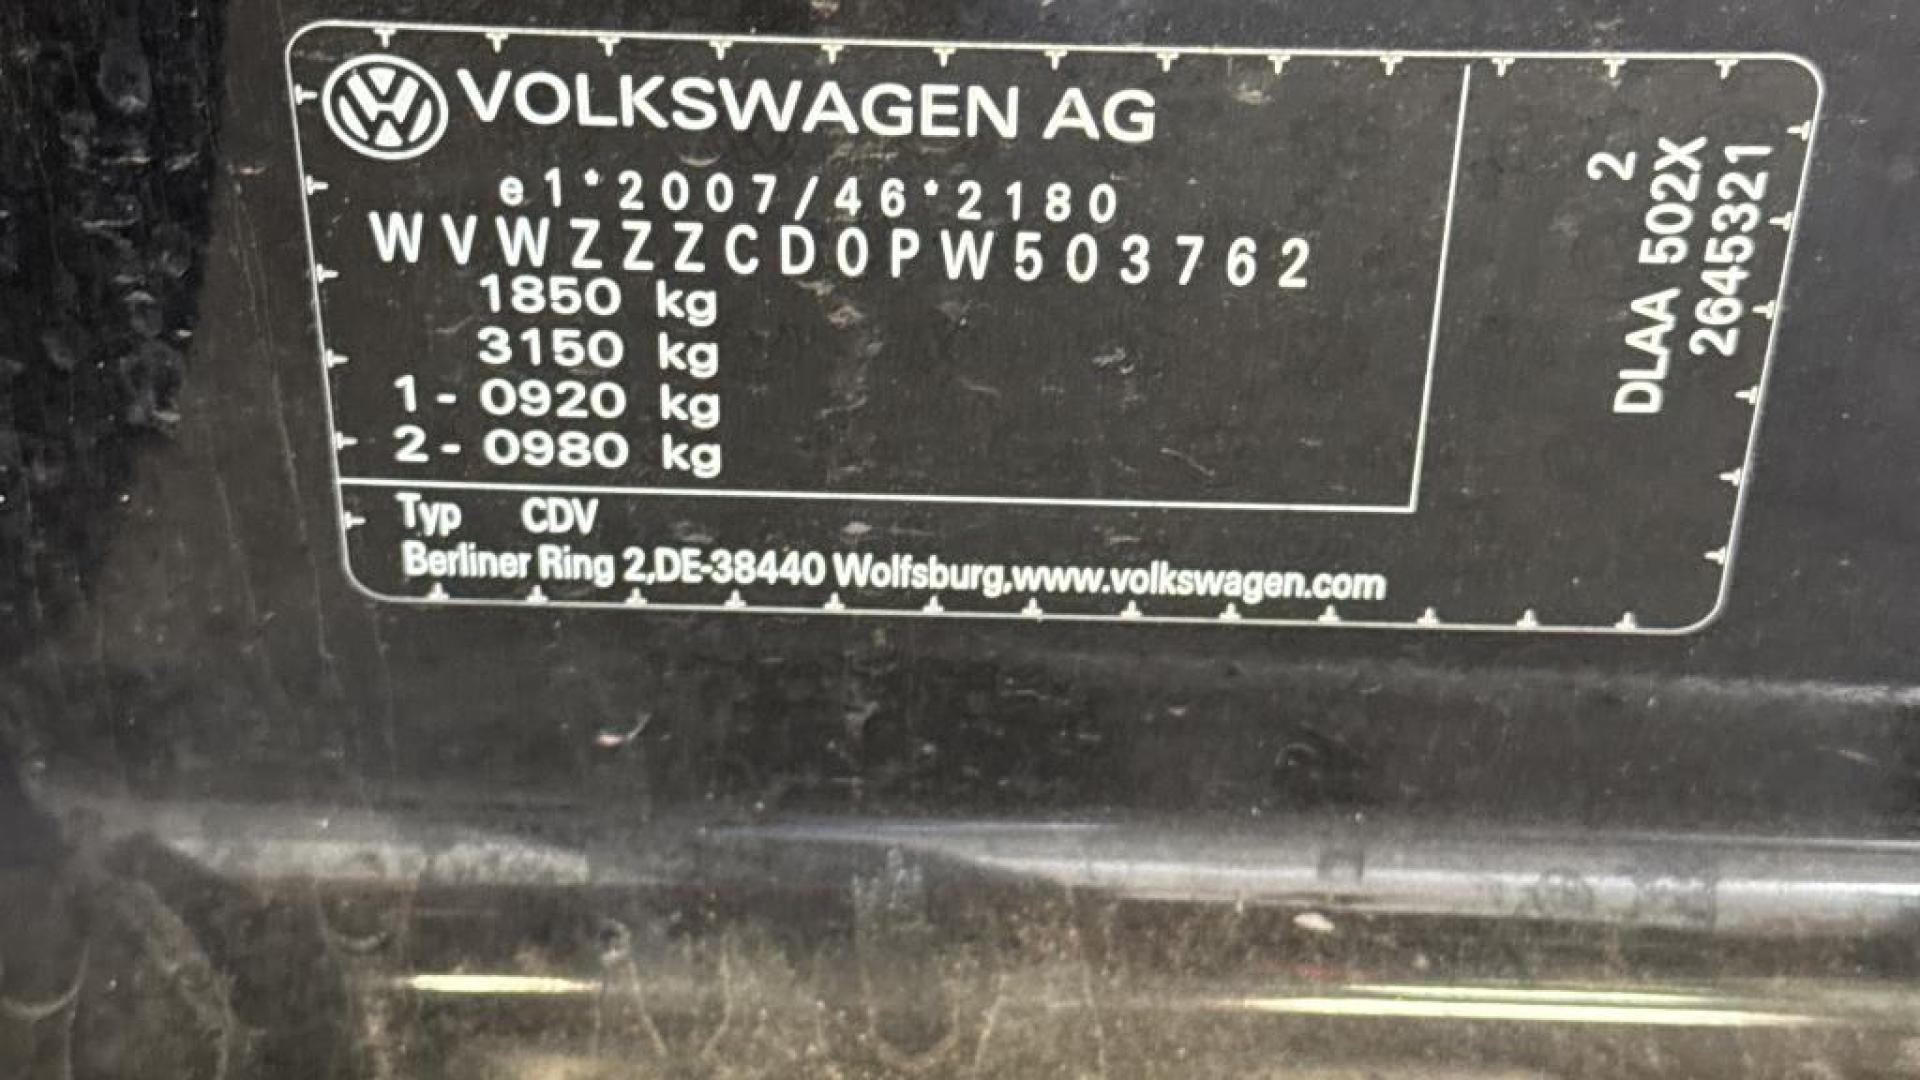 VOLKSWAGEN AG
e1*2007/46*2180
WVWZZZCD0PW503762
1850 kg
3150 kg
1- 0920 kg
2- 0980 kg
Typ CDV
Berliner Ring 2,DE-38440 Wolfsburg,www.volkswagen.com
2
DLAA 502X
2645321